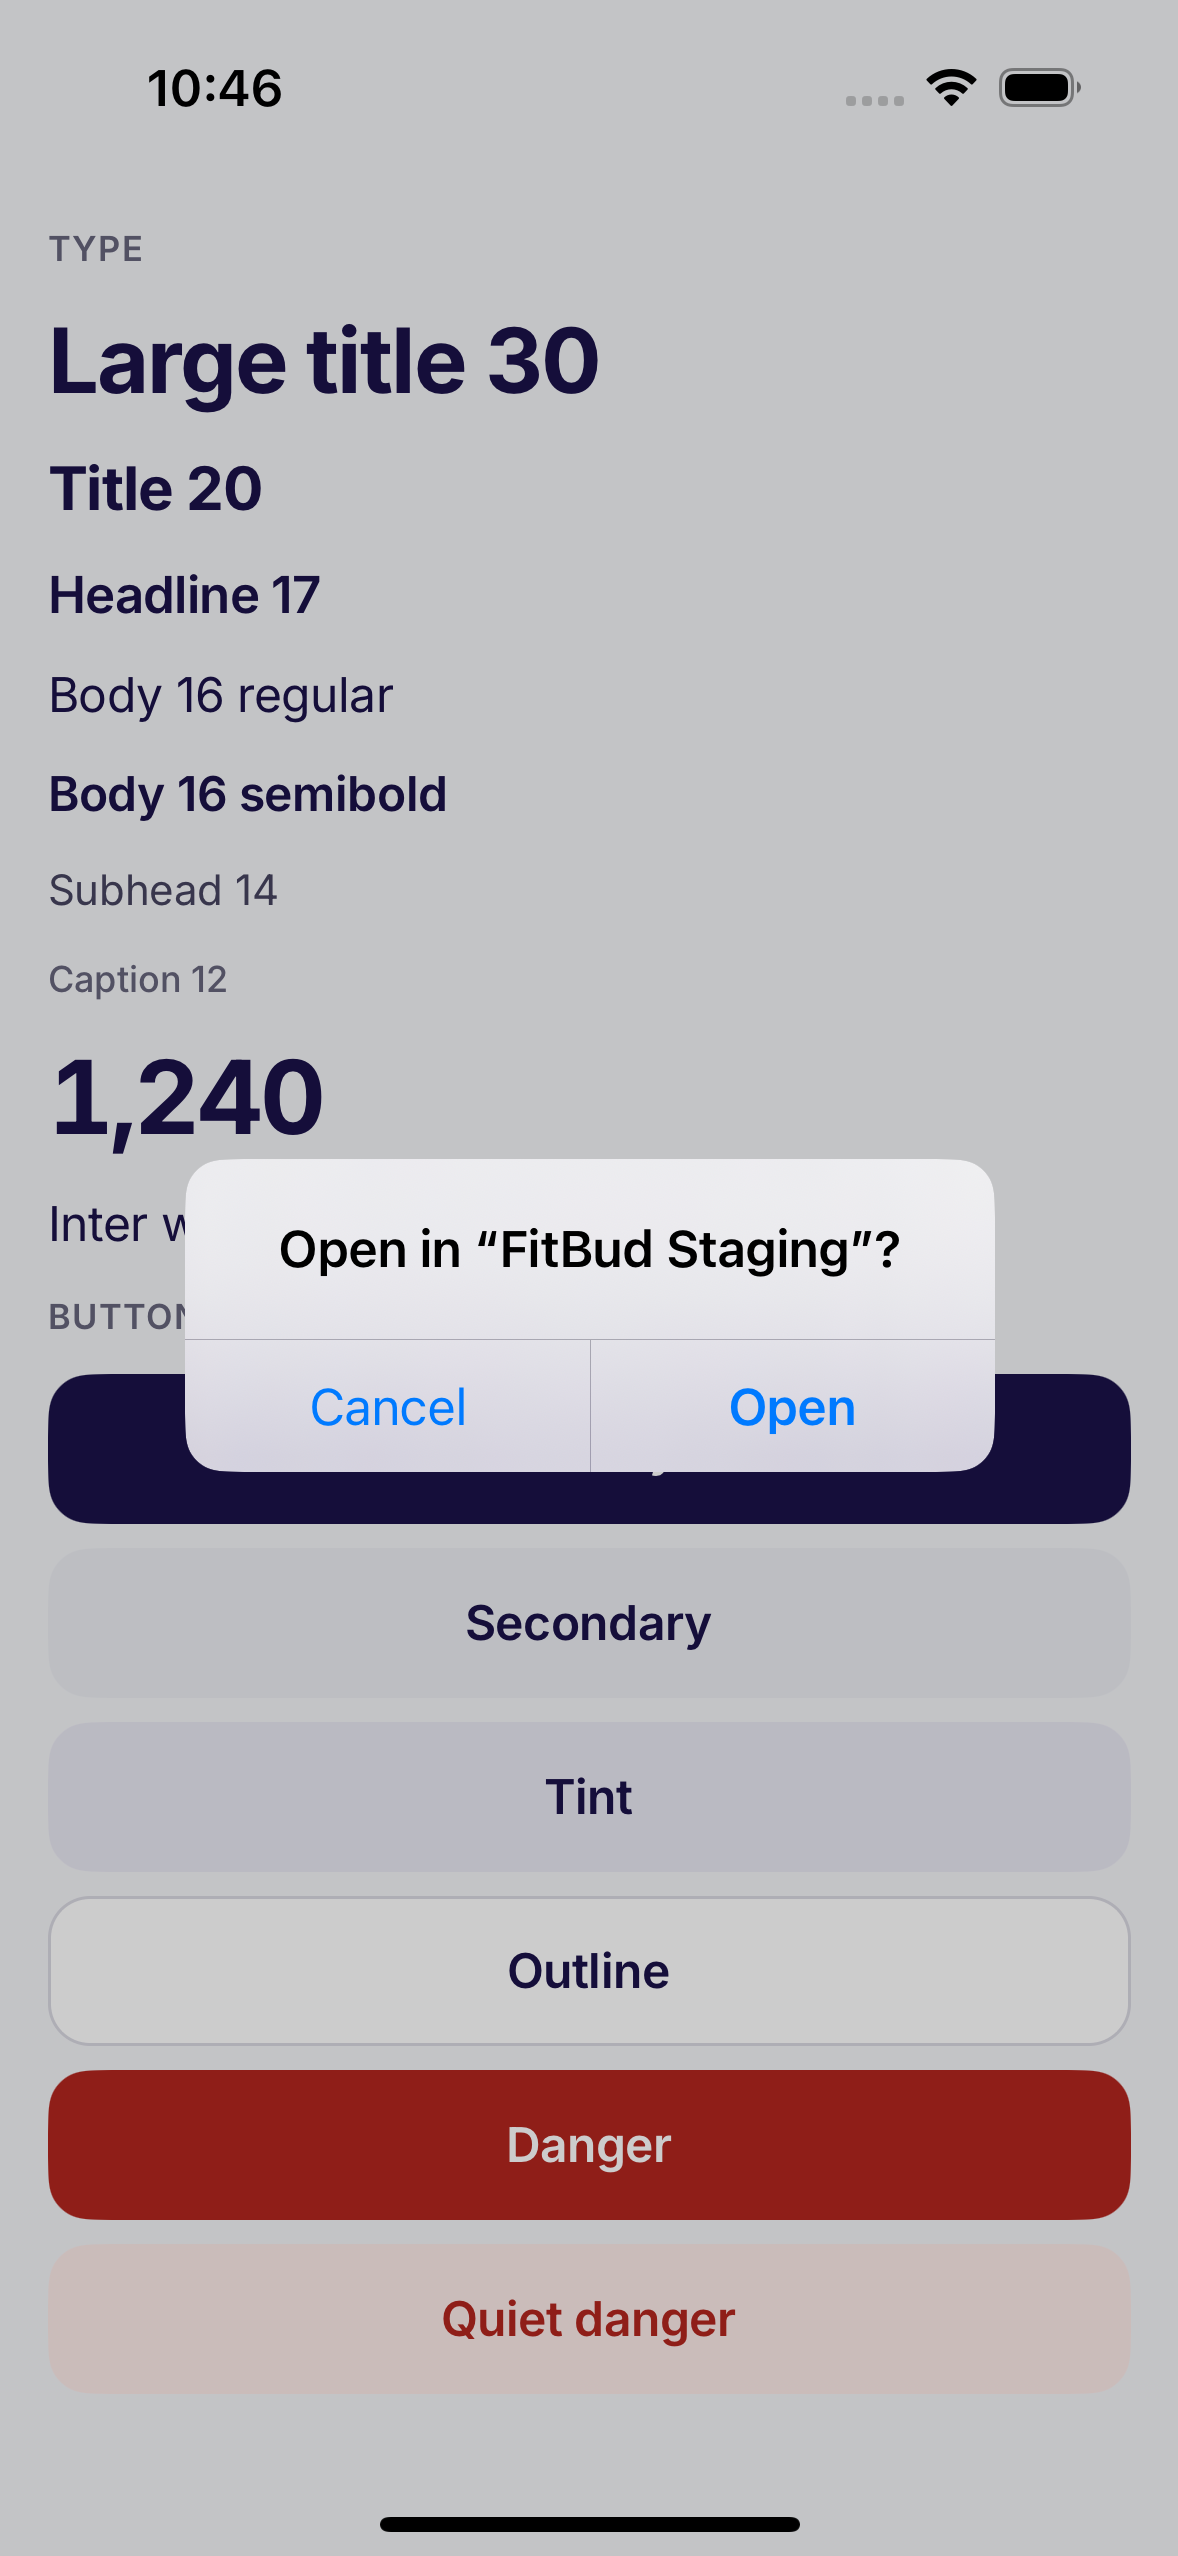 10:46
TYPE
Large title 30
Title 20
Headline 17
Body 16 regular
Body 16 semibold
Subhead 14
Caption 12
1,240
Inter
Open in “FitBud Staging”?
Cancel
Open
Secondary
Tint
Outline
Danger
Quiet danger